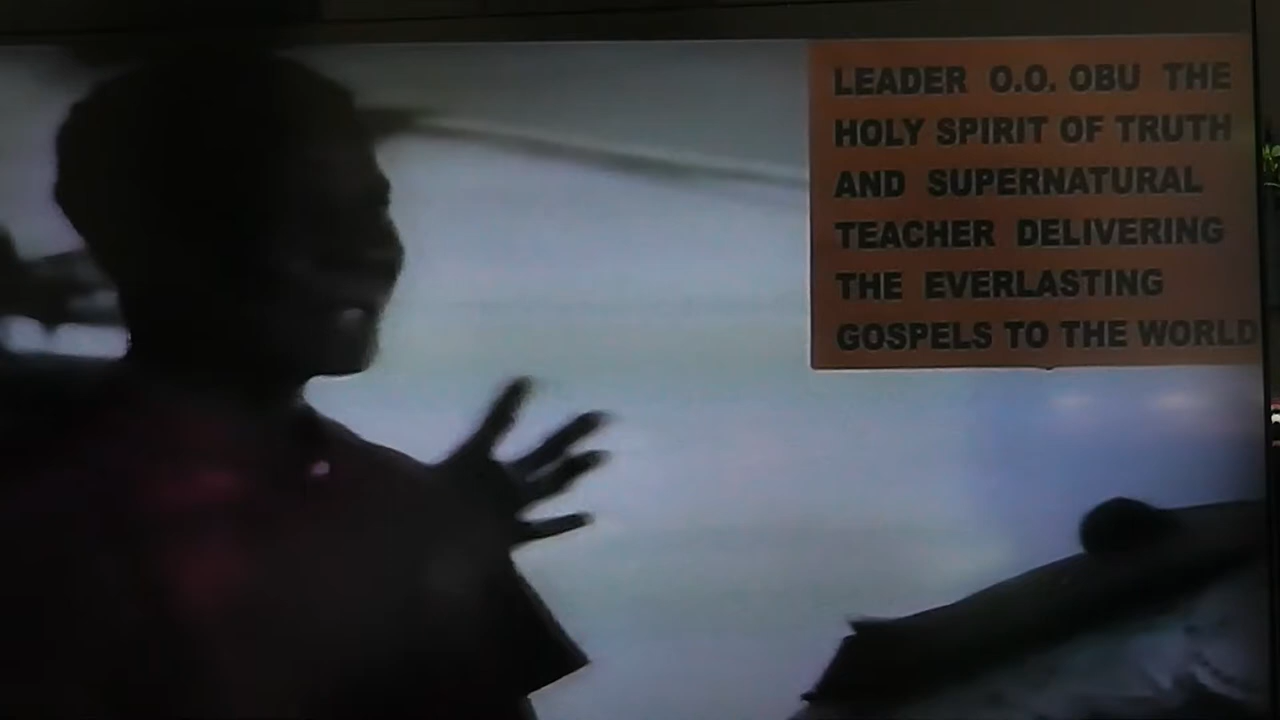 LEADER O.O. OBU THE
HOLY SPIRIT OF TRUTH
AND SUPERNATURAL
TEACHER DELIVERING
THE EVERLASTING
GOSPELS TO THE WORLD